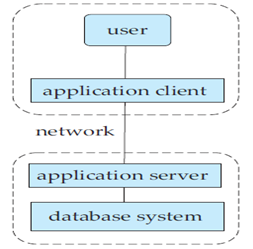 user
application client
network
application server
database system